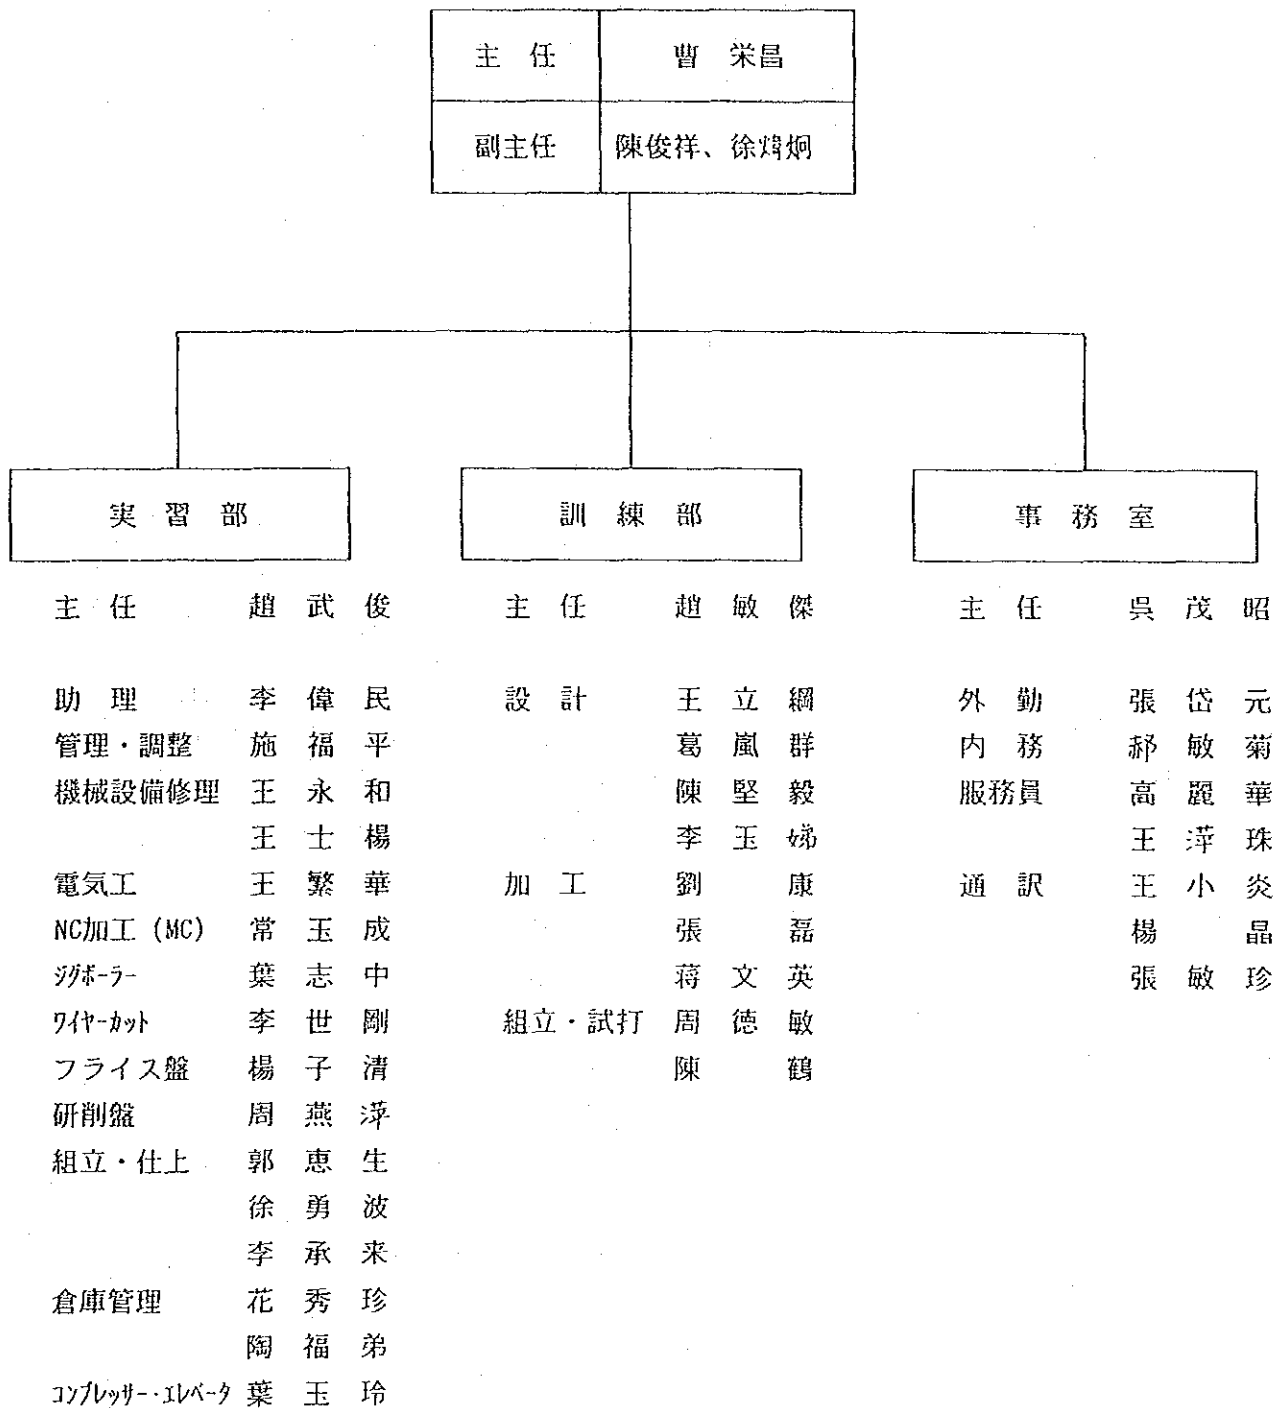 主 任 曹 栄昌
副主任 陳俊祥、徐煒炯
実 習 部
主 任 趙 武 俊
助 理 李 偉 民
管理・調整 施 福 平
機械設備修理 王 永 和
王 士 楊
電気工 王 繁 華
NC加工 (MC) 常 玉 成
ジグボーラー 葉 志 中
ワイヤーカット 李 世 剛
フライス盤 楊 子 清
研削盤 周 燕 萍
組立・仕上 郭 恵 生
徐 勇 波
李 承 来
倉庫管理 花 秀 珍
陶 福 弟
コンプレッサー・エレベータ 葉 玉 玲
訓 練 部
主 任 趙 敏 傑
設 計 王 立 綱
葛 嵐 群
陳 堅 毅
李 玉 娣
加 工 劉 康
張 磊
蒋 文 英
組立・試打 周 徳 敏
陳 鶴
事 務 室
主 任 呉 茂 昭
外 勤 張 岱 元
内 務 郝 敏 菊
服務員 高 麗 華
王 萍 珠
通 訳 王 小 炎
楊 晶
張 敏 珍